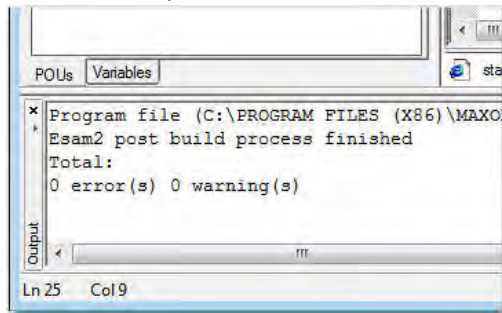 POUs Variables
sta
Program file (C:\PROGRAM FILES (X86)\MAXO
Esam2 post build process finished
Total:
0 error(s) 0 warning(s)
Output
Ln 25 Col 9